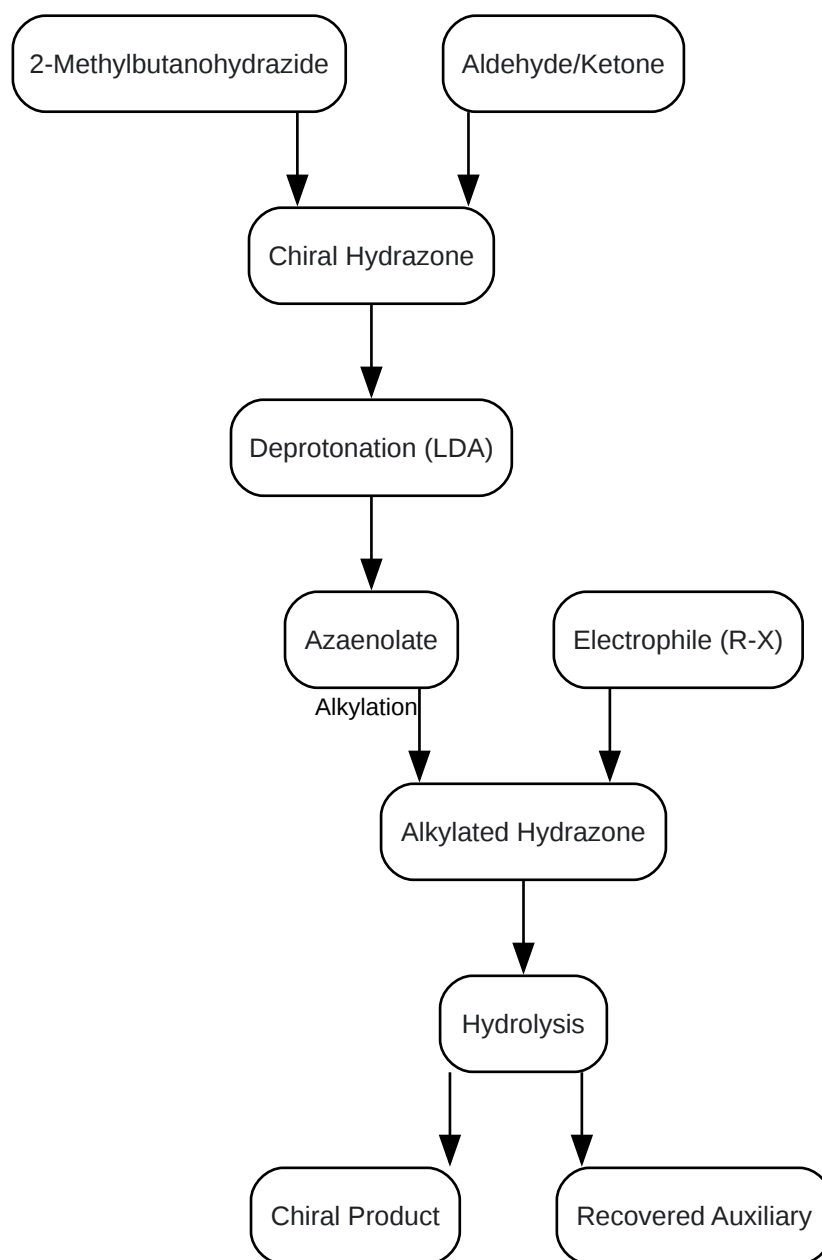 2-Methylbutanohydrazide
Aldehyde/Ketone
Chiral Hydrazone
Deprotonation (LDA)
Azaenolate
Electrophile (R-X)
Alkylation
Alkylated Hydrazone
Hydrolysis
Chiral Product
Recovered Auxiliary